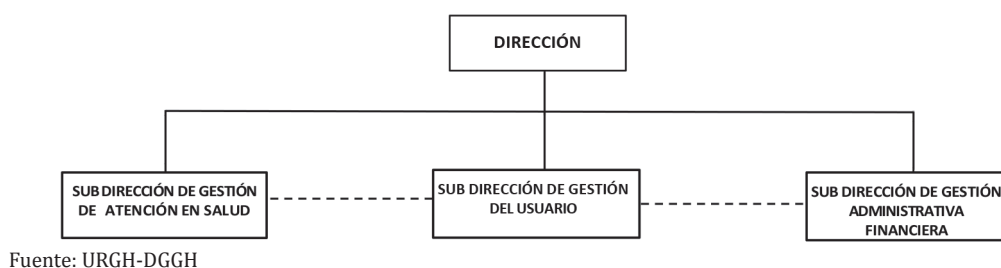 DIRECCIÓN
SUB DIRECCIÓN DE GESTIÓN
DE ATENCIÓN EN SALUD
SUB DIRECCIÓN DE GESTIÓN
DEL USUARIO
SUB DIRECCIÓN DE GESTIÓN
ADMINISTRATIVA
FINANCIERA
Fuente: URGH-DGGH